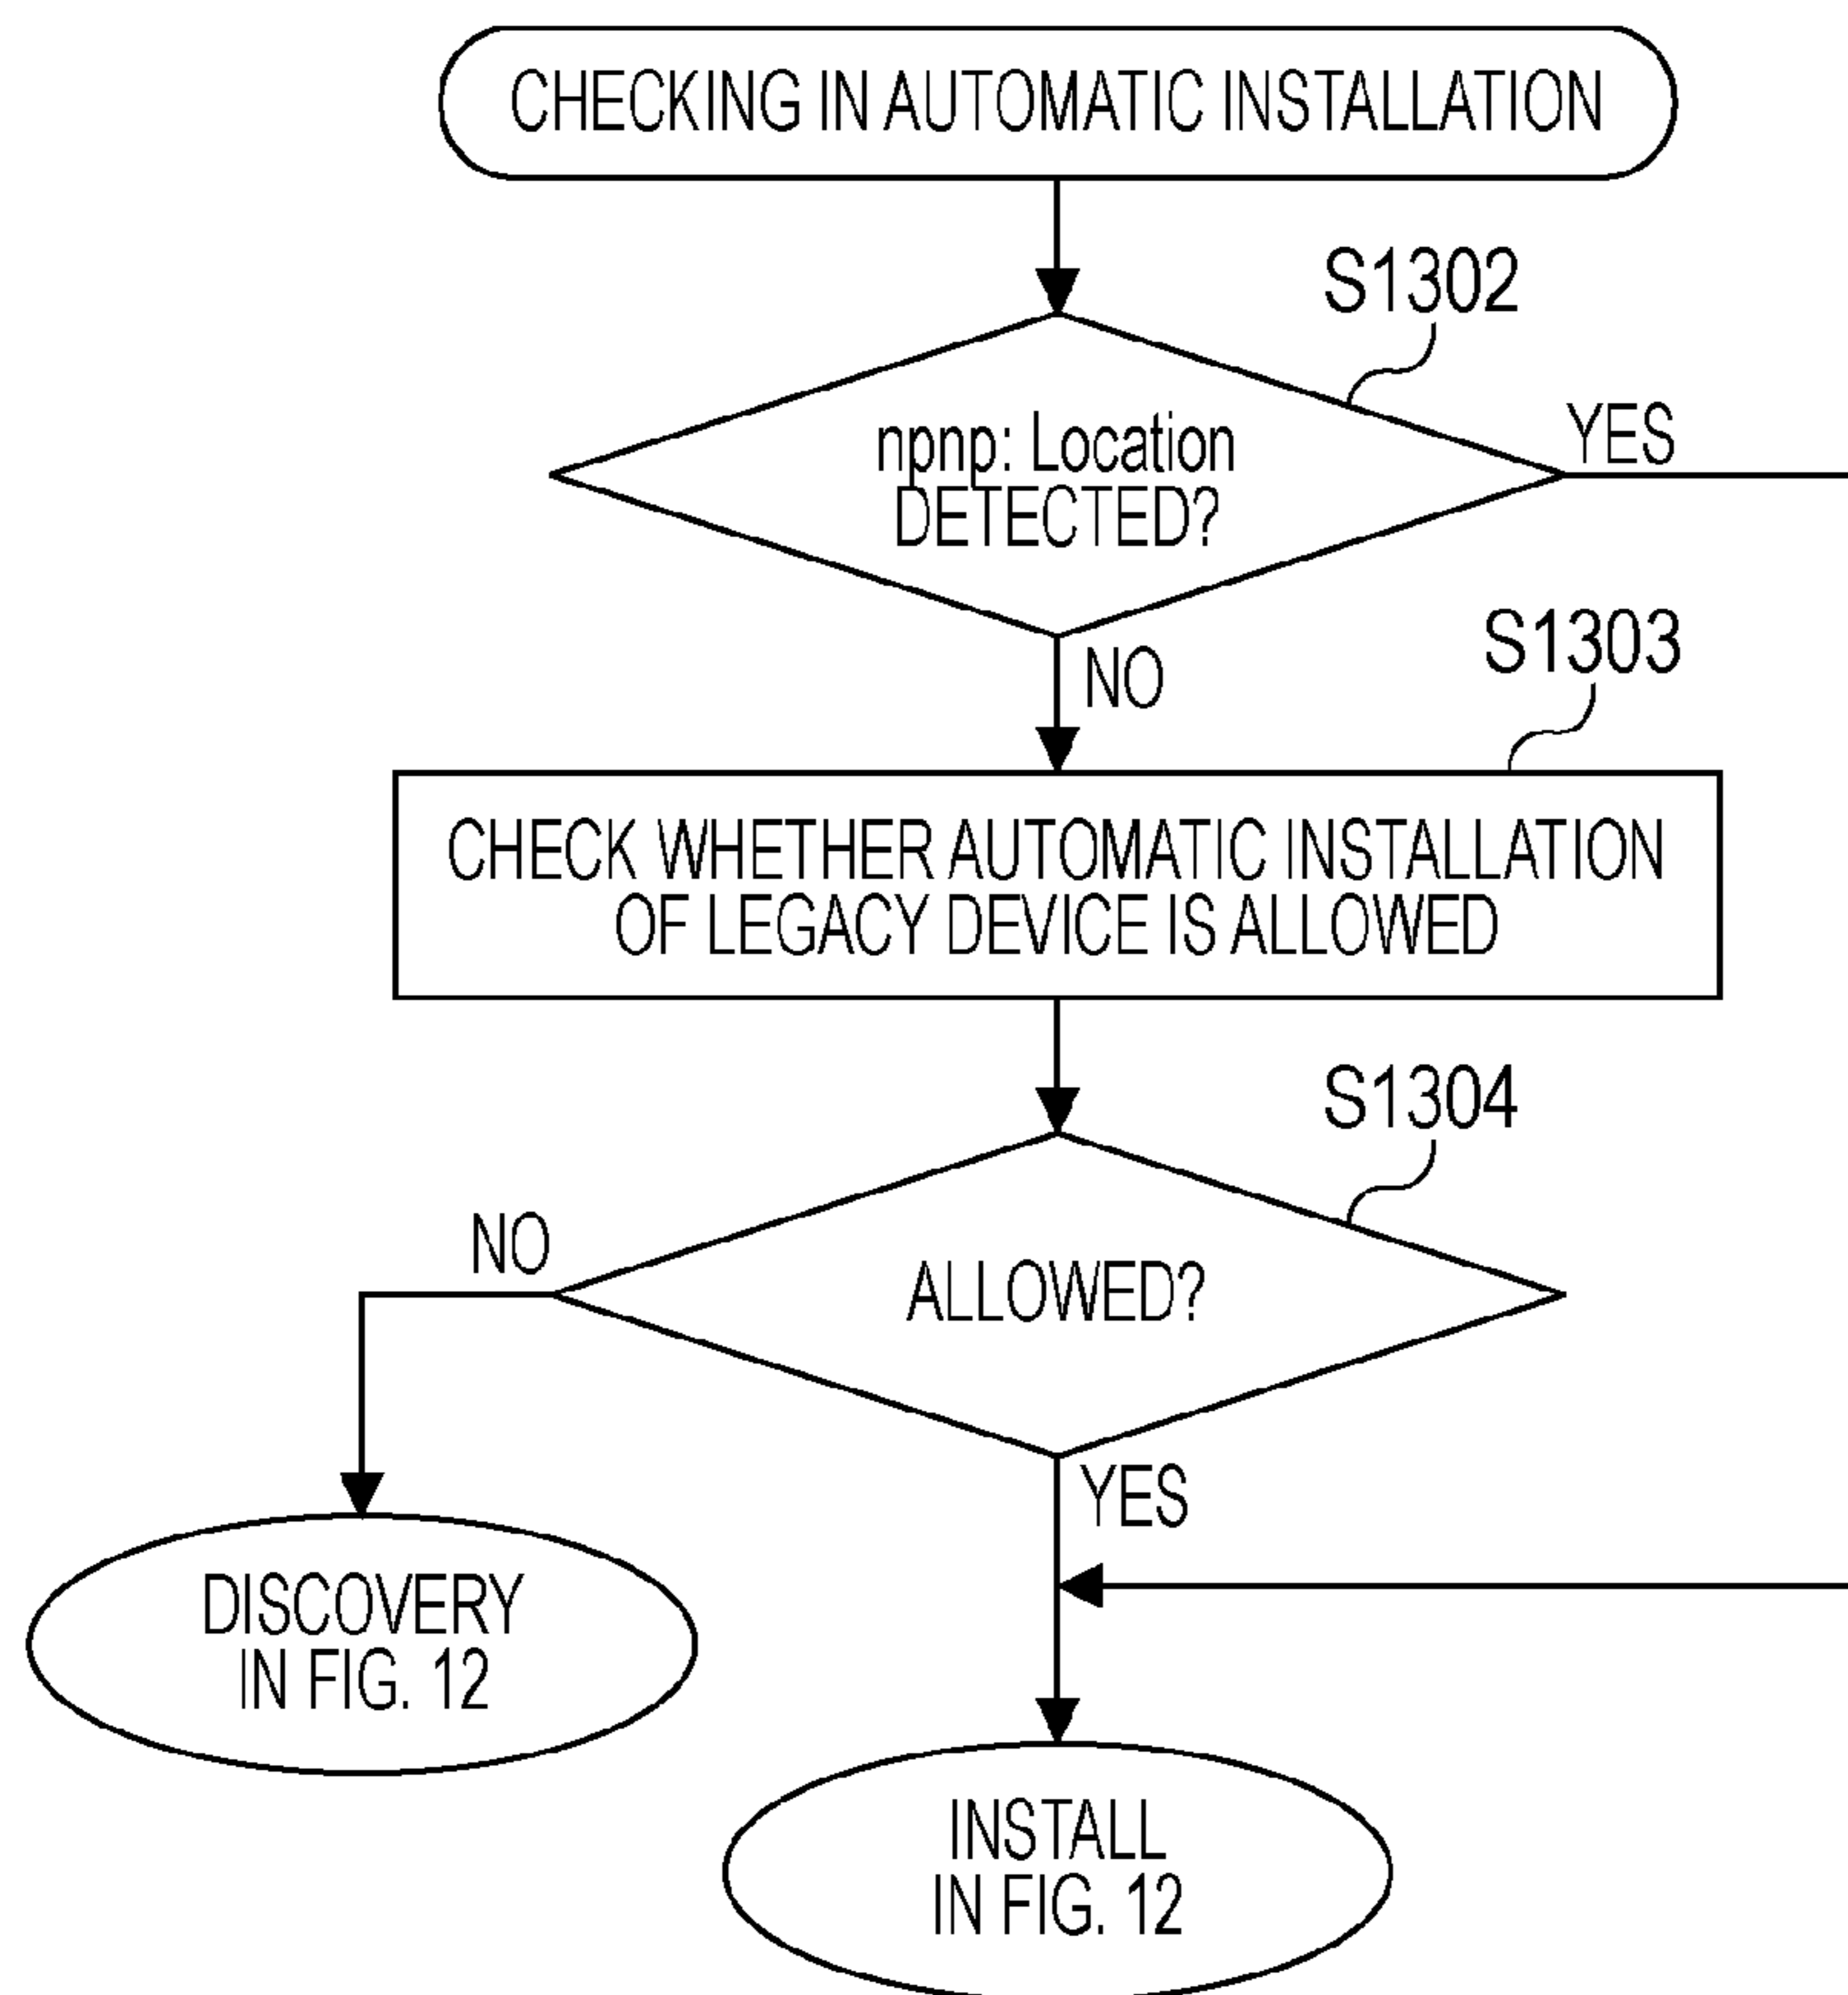 CHECKING IN AUTOMATIC INSTALLATION
S1302
npnp: Location
DETECTED?
YES
NO
S1303
CHECK WHETHER AUTOMATIC INSTALLATION
OF LEGACY DEVICE IS ALLOWED
S1304
NO
ALLOWED?
YES
DISCOVERY
IN FIG. 12
INSTALL
IN FIG. 12